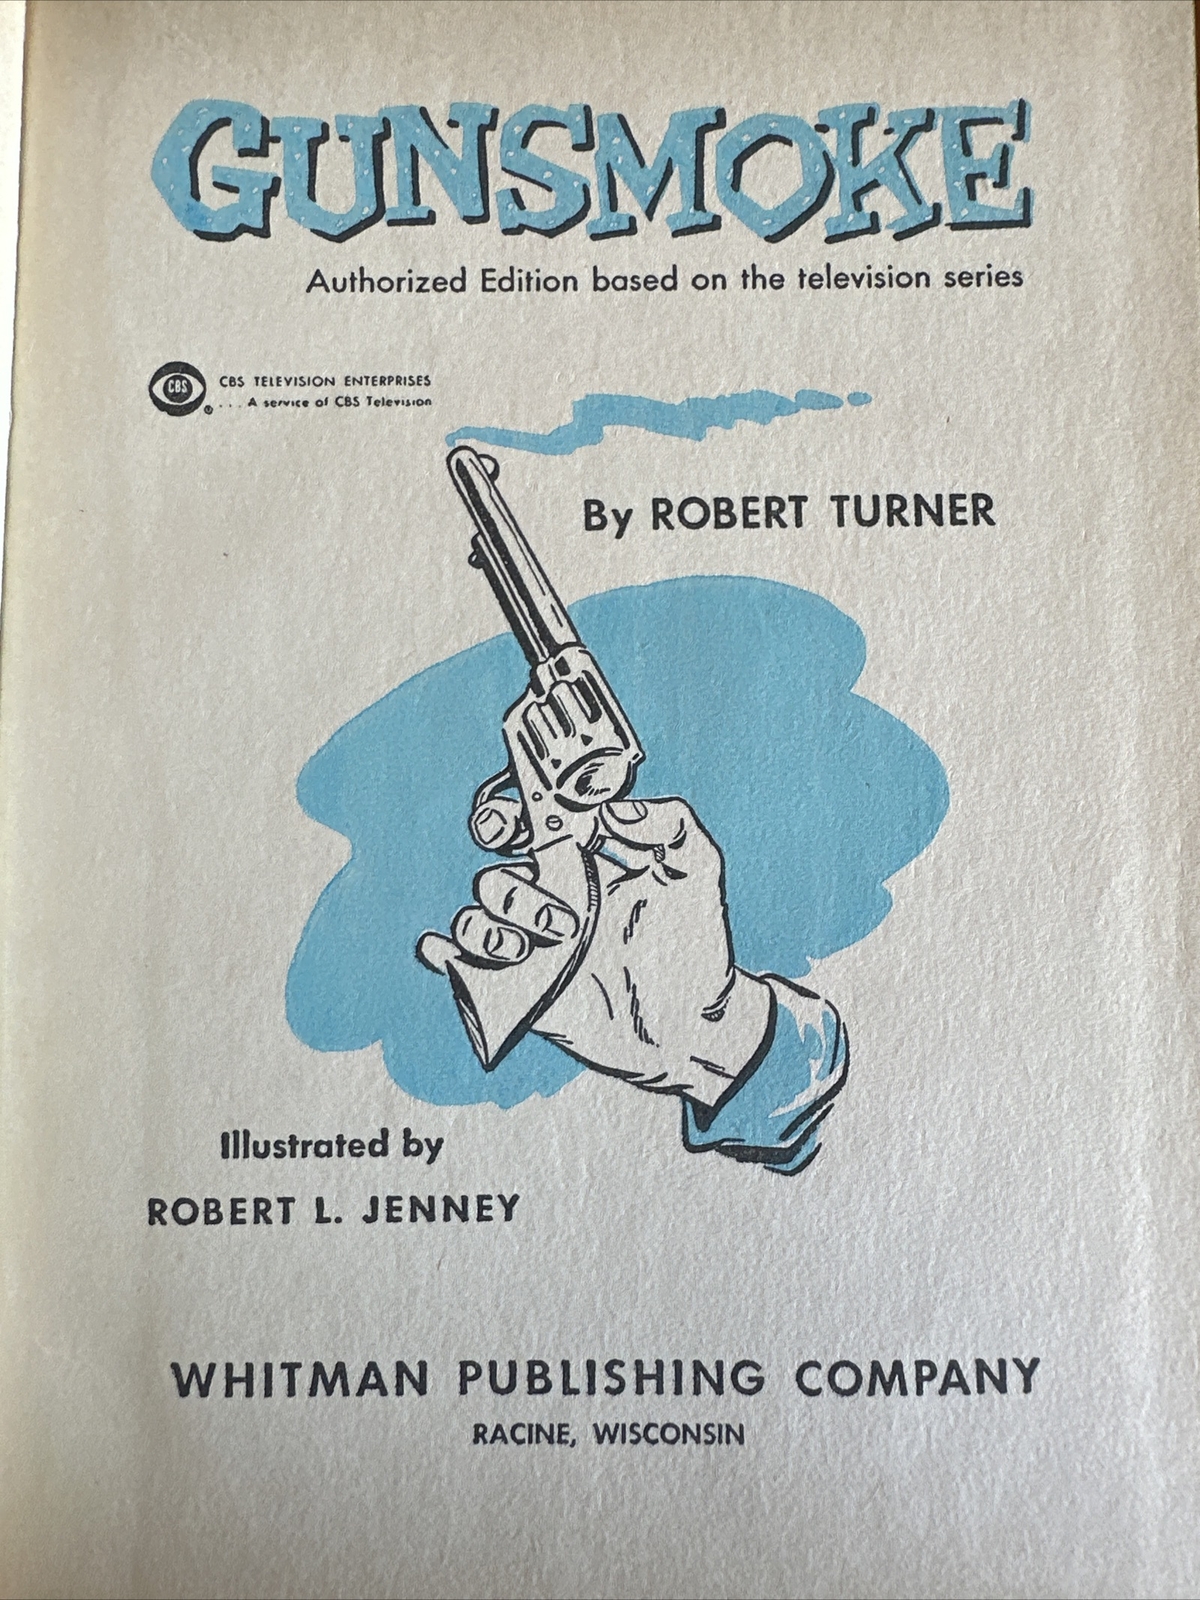 GUNSMOKE
Authorized Edition based on the television series
CBS
CBS TELEVISION ENTERPRISES
®. . . A service of CBS Television
By ROBERT TURNER
Illustrated by
ROBERT L. JENNEY
WHITMAN PUBLISHING COMPANY
RACINE, WISCONSIN